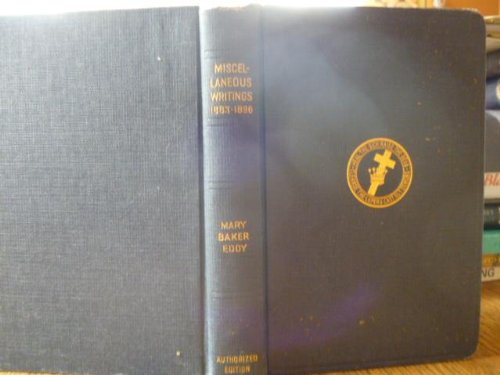 MISCEL-
LANEOUS
WRITINGS
1883-1896
MARY
BAKER
EDDY
AUTHORIZED
EDITION